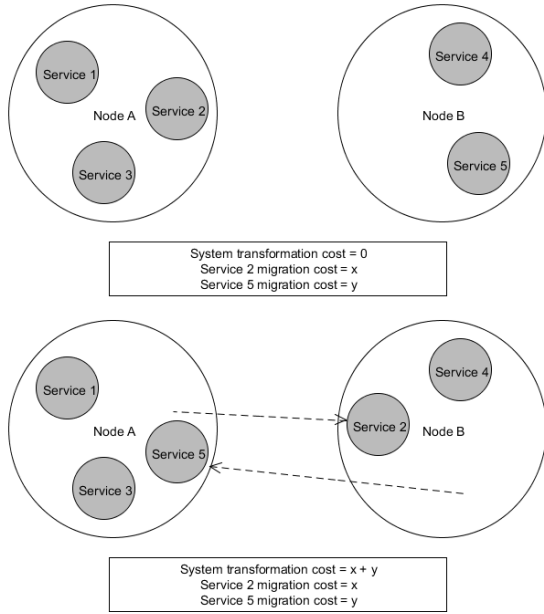 Service 1
Service 2
Node A
Service 3
Service 4
Node B
Service 5
System transformation cost = 0
Service 2 migration cost = x
Service 5 migration cost = y
Service 1
Node A
Service 5
Service 3
Service 4
Service 2
Node B
System transformation cost = x + y
Service 2 migration cost = x
Service 5 migration cost = y